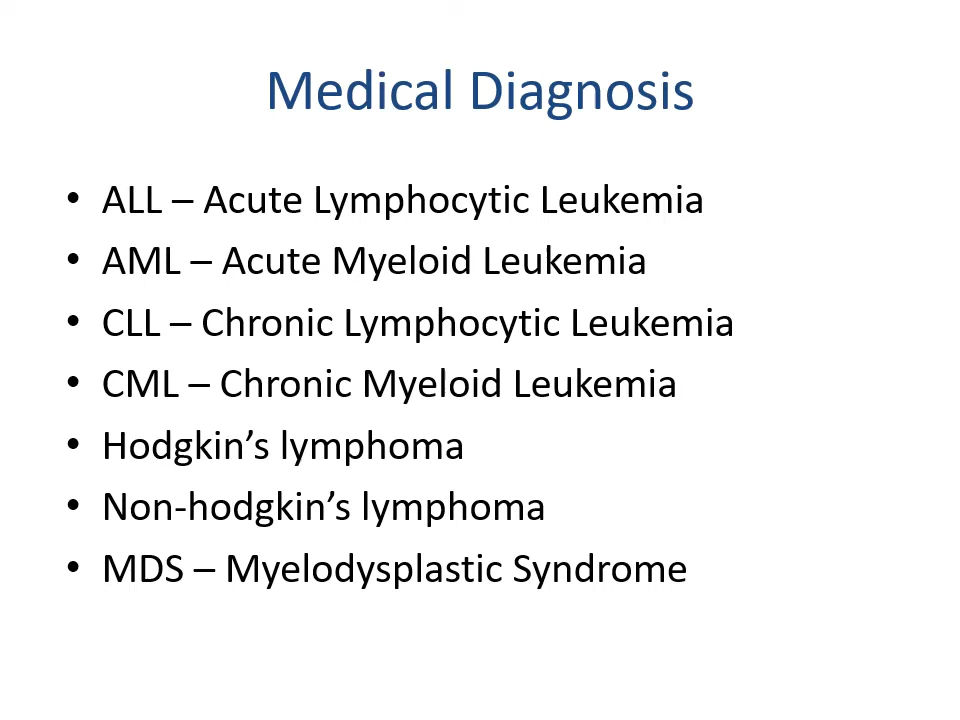 Medical Diagnosis
• ALL – Acute Lymphocytic Leukemia
• AML – Acute Myeloid Leukemia
• CLL – Chronic Lymphocytic Leukemia
• CML – Chronic Myeloid Leukemia
• Hodgkin’s lymphoma
• Non-hodgkin’s lymphoma
• MDS – Myelodysplastic Syndrome